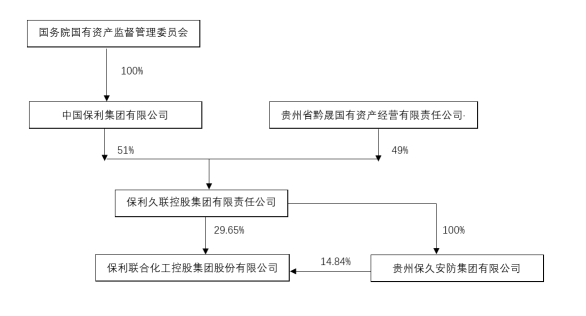 国务院国有资产监督管理委员会
100%
中国保利集团有限公司
贵州省黔晟国有资产经营有限责任公司
51%
49%
保利久联控股集团有限责任公司
29.65%
100%
保利联合化工控股集团股份有限公司
14.84%
贵州保久安防集团有限公司